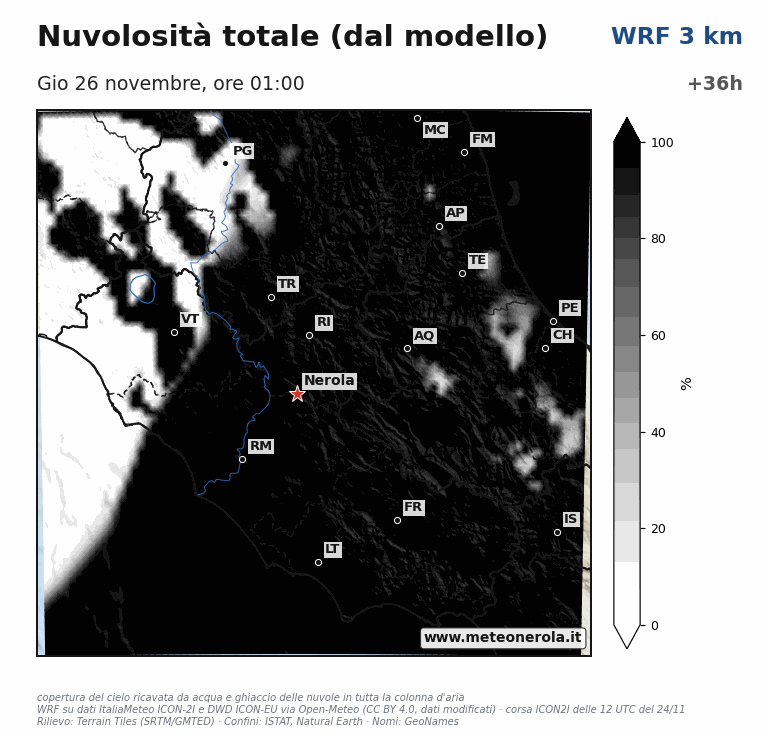 Nuvolosità totale (dal modello)
WRF 3 km
Gio 26 novembre, ore 01:00
+36h
MC
FM
PG
AP
TE
TR
PE
VT
RI
AQ
CH
Nerola
RM
FR
IS
LT
www.meteonerola.it
100
80
60
40
20
0
%
copertura del cielo ricavata da acqua e ghiaccio delle nuvole in tutta la colonna d'aria
WRF su dati ItaliaMeteo ICON-2I e DWD ICON-EU via Open-Meteo (CC BY 4.0, dati modificati) · corsa ICON2I delle 12 UTC del 24/11
Rilievo: Terrain Tiles (SRTM/GMTED) · Confini: ISTAT, Natural Earth · Nomi: GeoNames